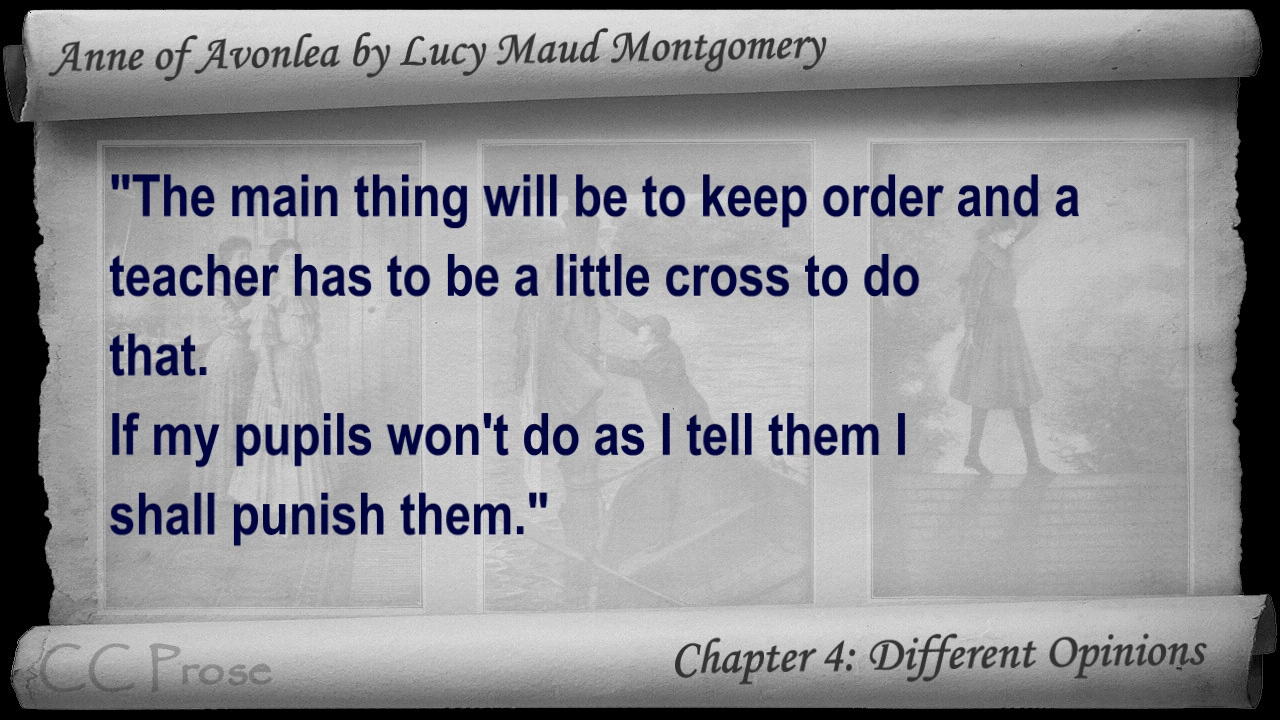 Anne of Avonlea by Lucy Maud Montgomery
"The main thing will be to keep order and a
teacher has to be a little cross to do
that.
If my pupils won't do as I tell them I
shall punish them."
CC Prose
Chapter 4: Different Opinions